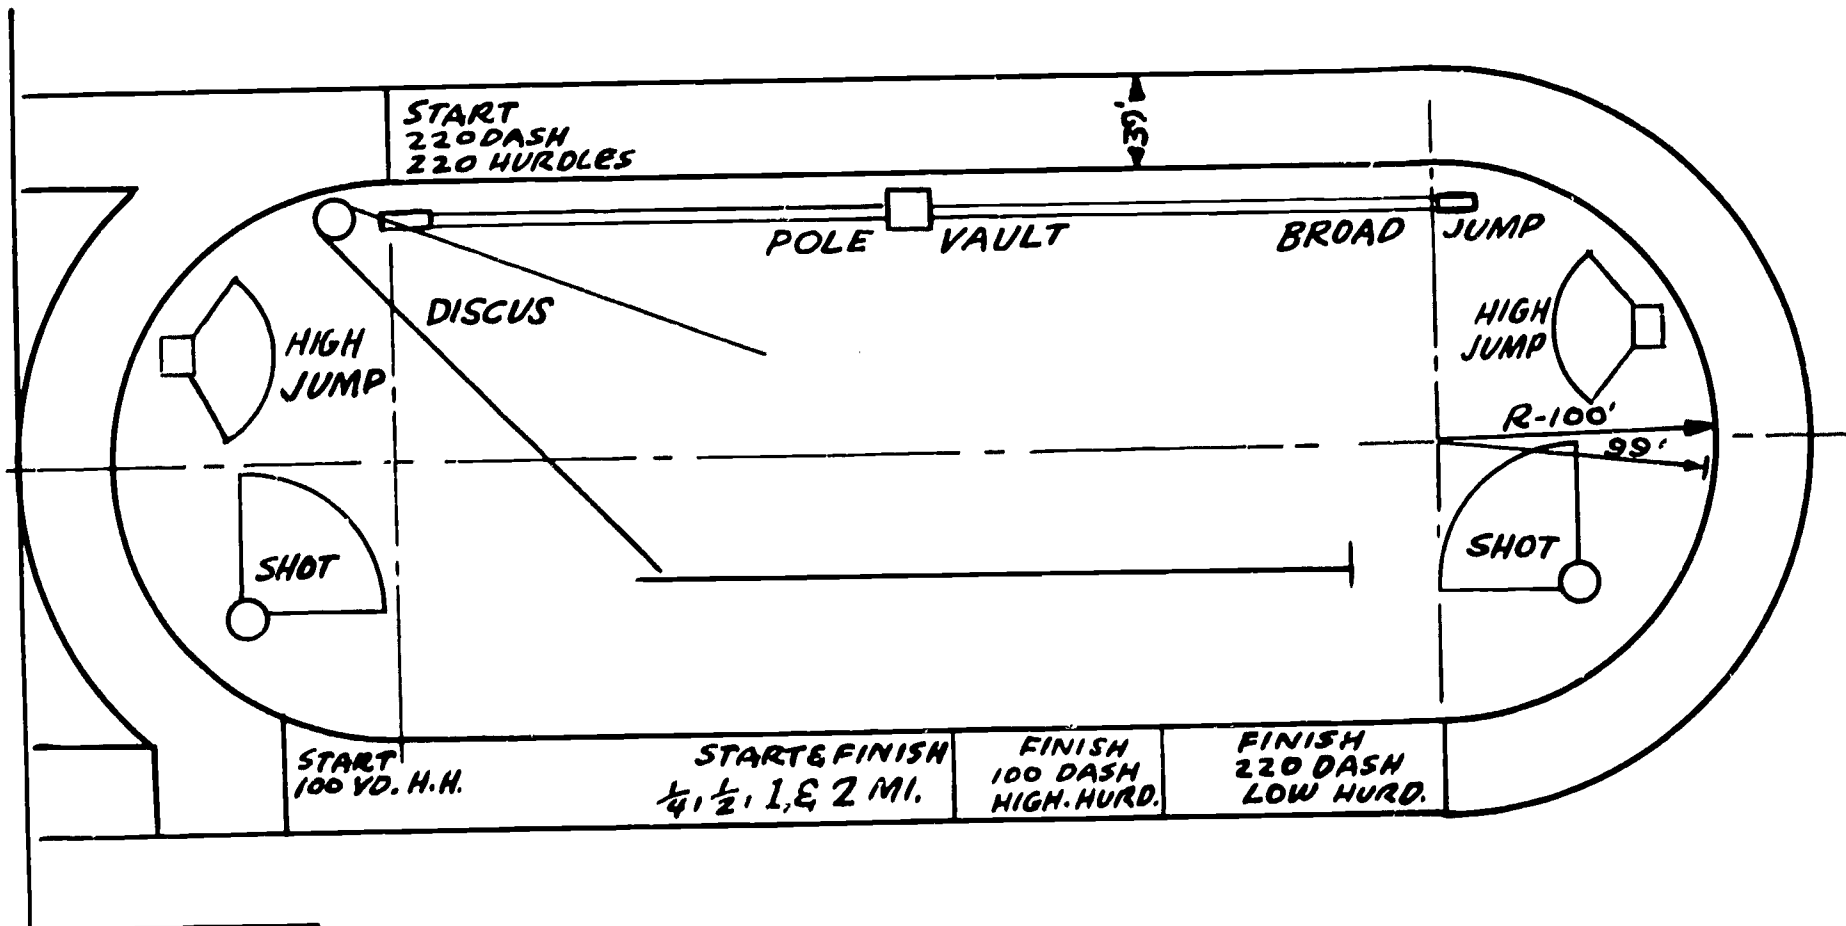 START
220 DASH
220 HURDLES
39'
POLE VAULT
BROAD JUMP
DISCUS
HIGH
JUMP
HIGH
JUMP
R-100'
99'
SHOT
SHOT
START
100 YD. H.H.
START & FINISH
1/4, 1/2, 1, & 2 MI.
FINISH
100 DASH
HIGH. HURD.
FINISH
220 DASH
LOW HURD.